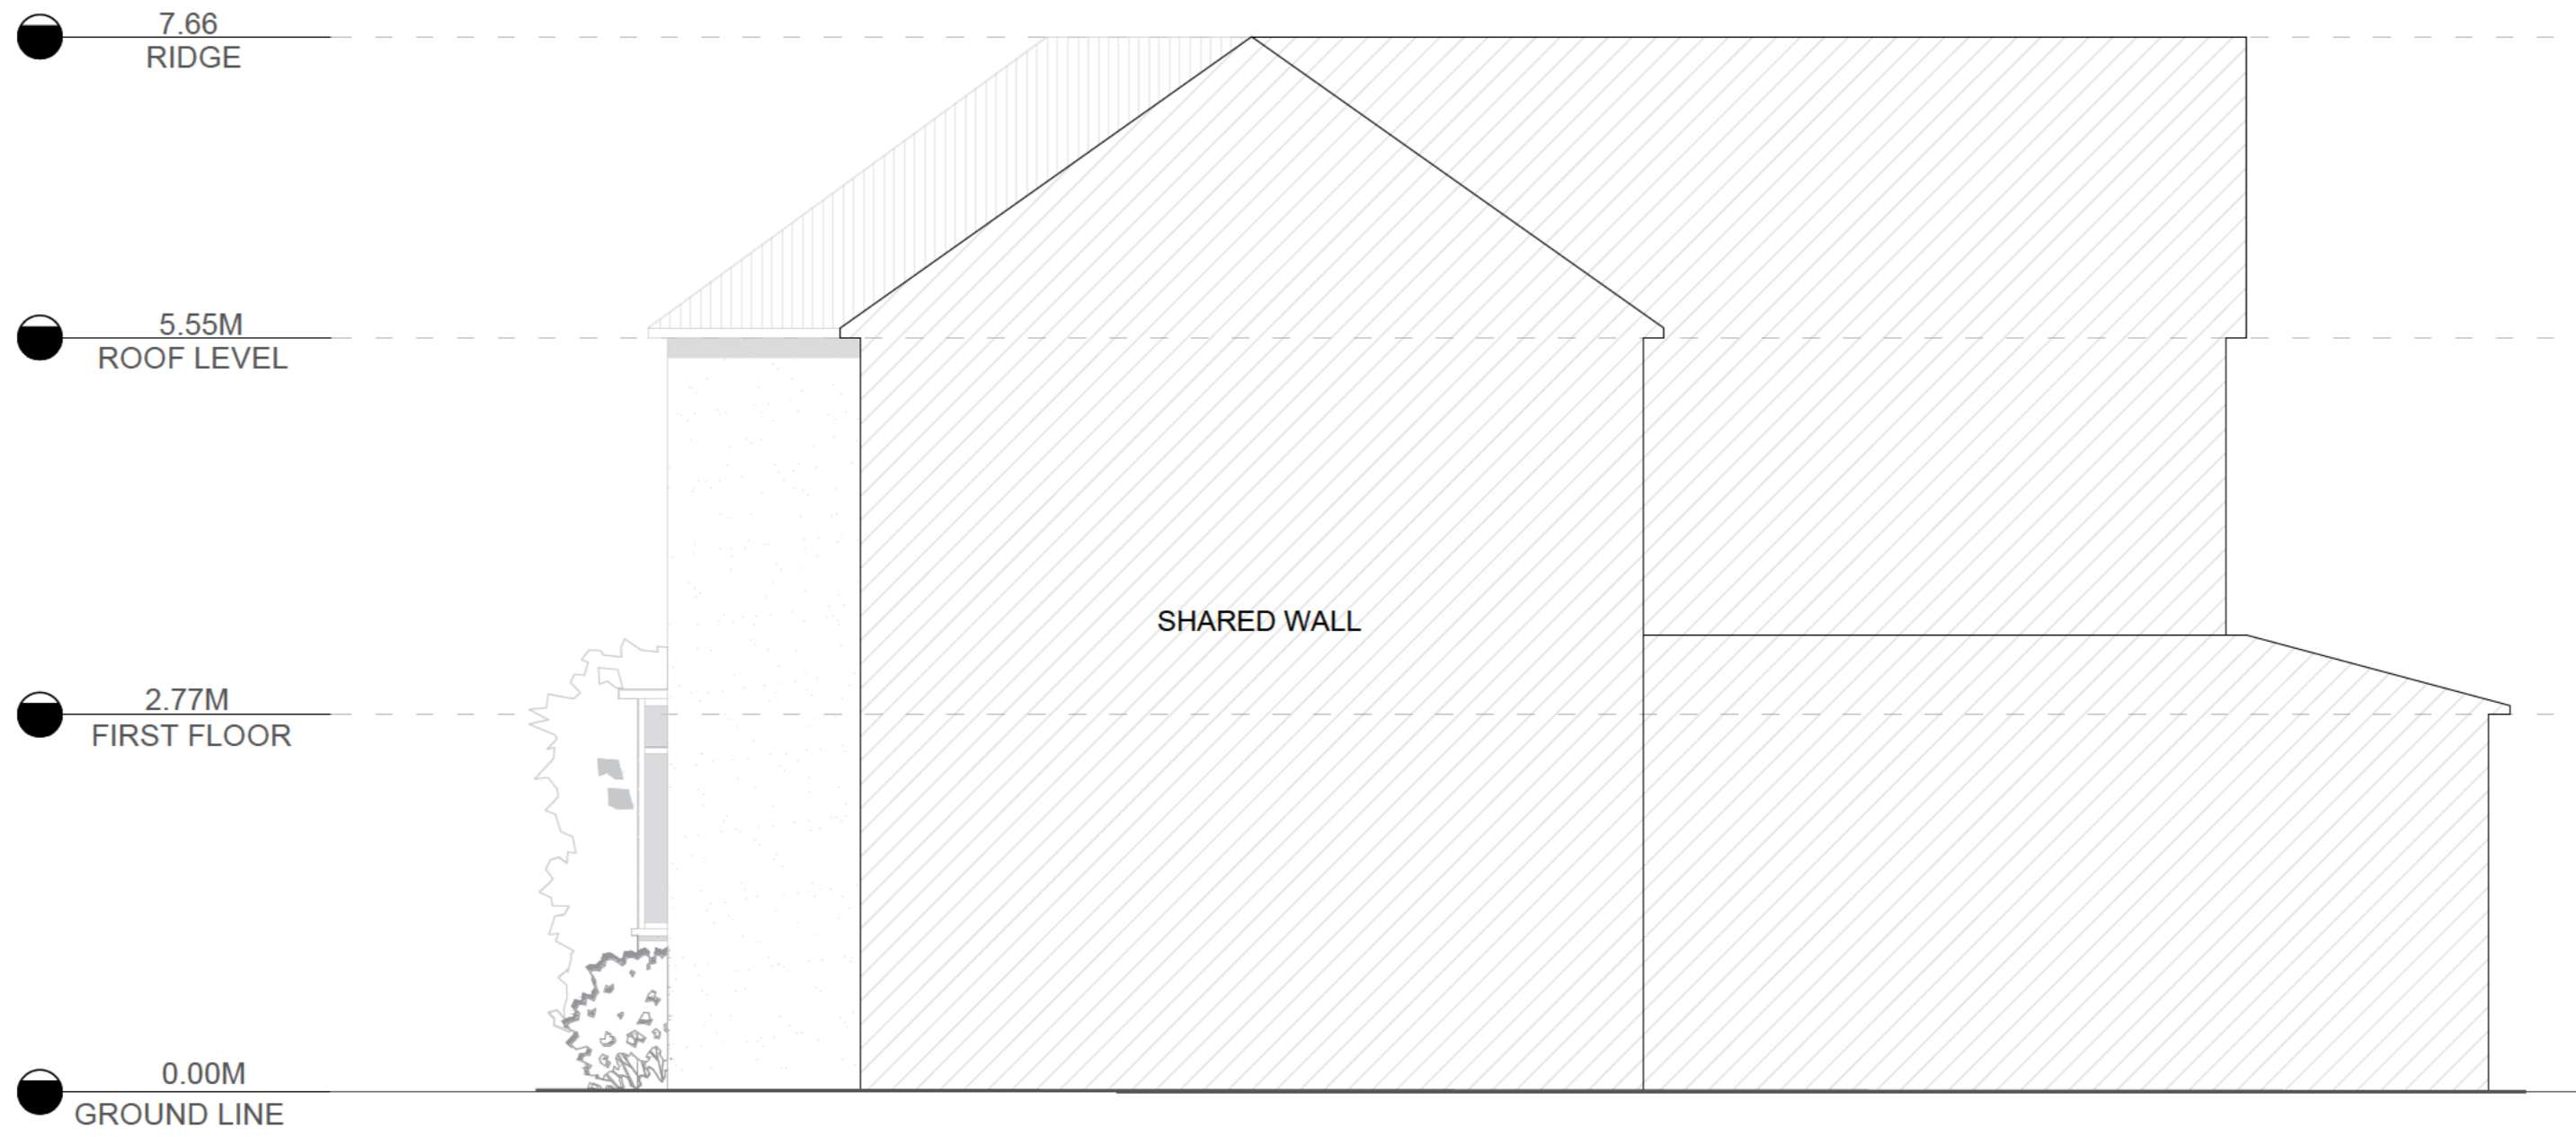 7.66
RIDGE
5.55M
ROOF LEVEL
SHARED WALL
2.77M
FIRST FLOOR
0.00M
GROUND LINE